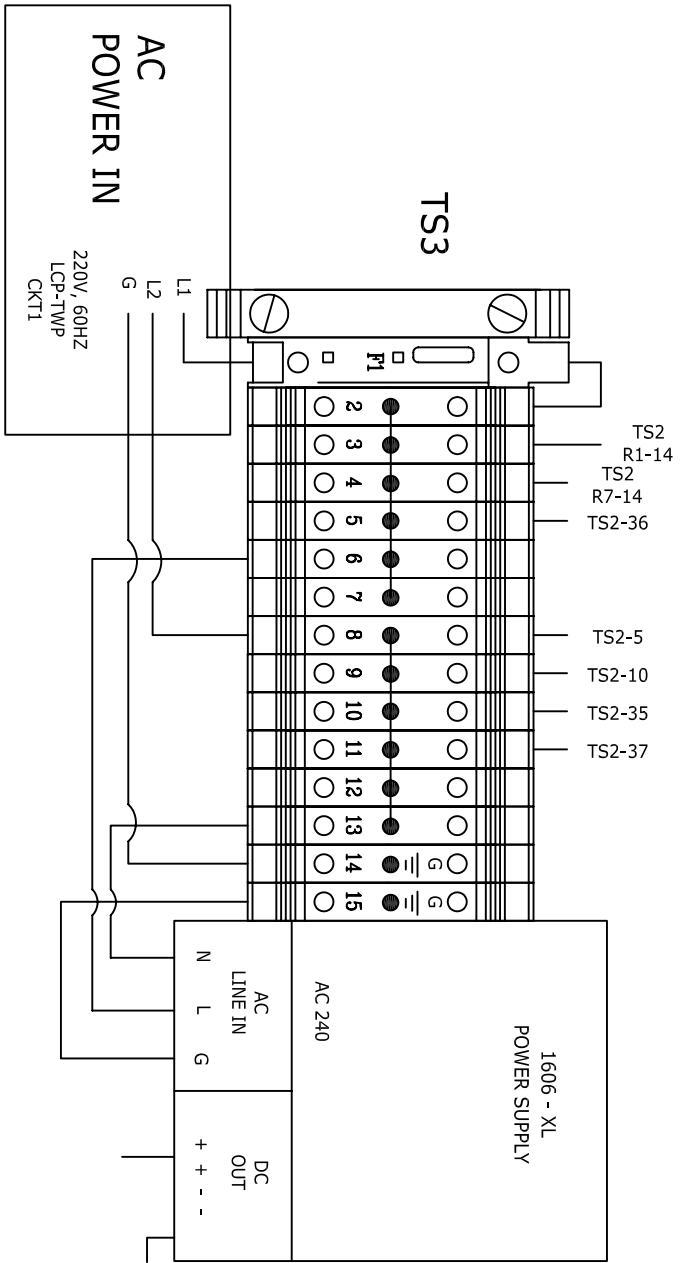 AC
POWER IN
220V, 60HZ
LCP-TWP
CKT1
L1
L2
G
TS3
F1
2
3
4
5
6
7
8
9
10
11
12
13
14
G
15
G
TS2
R1-14
TS2
R7-14
TS2-36
TS2-5
TS2-10
TS2-35
TS2-37
N
L
G
AC
LINE IN
AC 240
1606 - XL
POWER SUPPLY
+ + - -
DC
OUT